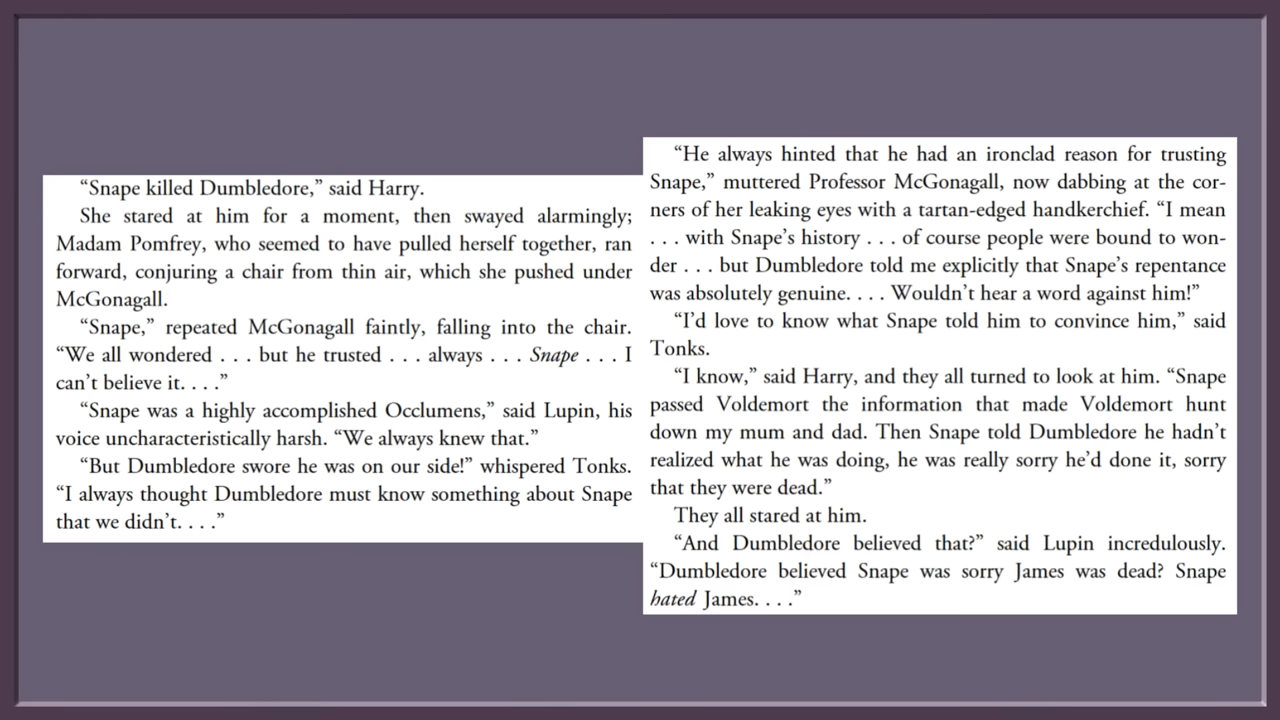 “Snape killed Dumbledore,” said Harry.
She stared at him for a moment, then swayed alarmingly;
Madam Pomfrey, who seemed to have pulled herself together, ran
forward, conjuring a chair from thin air, which she pushed under
McGonagall.
“Snape,” repeated McGonagall faintly, falling into the chair.
“We all wondered . . . but he trusted . . . always . . . Snape . . . I
can’t believe it. . . .”
“Snape was a highly accomplished Occlumens,” said Lupin, his
voice uncharacteristically harsh. “We always knew that.”
“But Dumbledore swore he was on our side!” whispered Tonks.
“I always thought Dumbledore must know something about Snape
that we didn’t. . . .”
“He always hinted that he had an ironclad reason for trusting
Snape,” muttered Professor McGonagall, now dabbing at the cor-
ners of her leaking eyes with a tartan-edged handkerchief. “I mean
. . . with Snape’s history . . . of course people were bound to won-
der . . . but Dumbledore told me explicitly that Snape’s repentance
was absolutely genuine. . . . Wouldn’t hear a word against him!”
“I’d love to know what Snape told him to convince him,” said
Tonks.
“I know,” said Harry, and they all turned to look at him. “Snape
passed Voldemort the information that made Voldemort hunt
down my mum and dad. Then Snape told Dumbledore he hadn’t
realized what he was doing, he was really sorry he’d done it, sorry
that they were dead.”
They all stared at him.
“And Dumbledore believed that?” said Lupin incredulously.
“Dumbledore believed Snape was sorry James was dead? Snape
hated James. . . .”